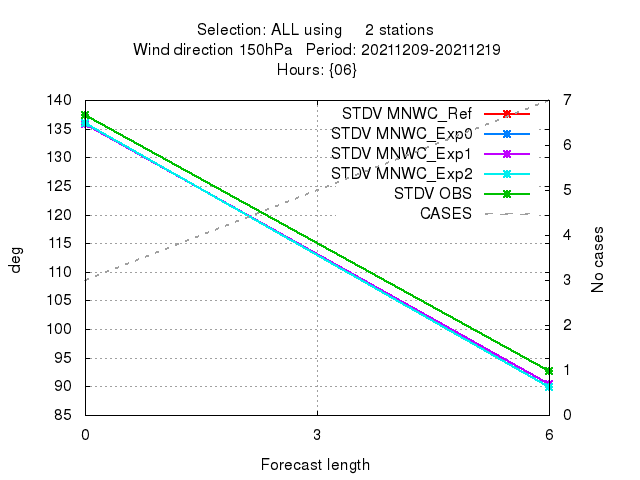 Selection: ALL using 2 stations
Wind direction 150hPa Period: 20211209-20211219
Hours: {06}
140
135
130
125
120
115
110
105
100
95
90
85
deg
STDV MNWC_Ref
STDV MNWC_Exp0
STDV MNWC_Exp1
STDV MNWC_Exp2
STDV OBS
CASES
7
6
5
4
3
2
1
0
No cases
0 3 6
Forecast length